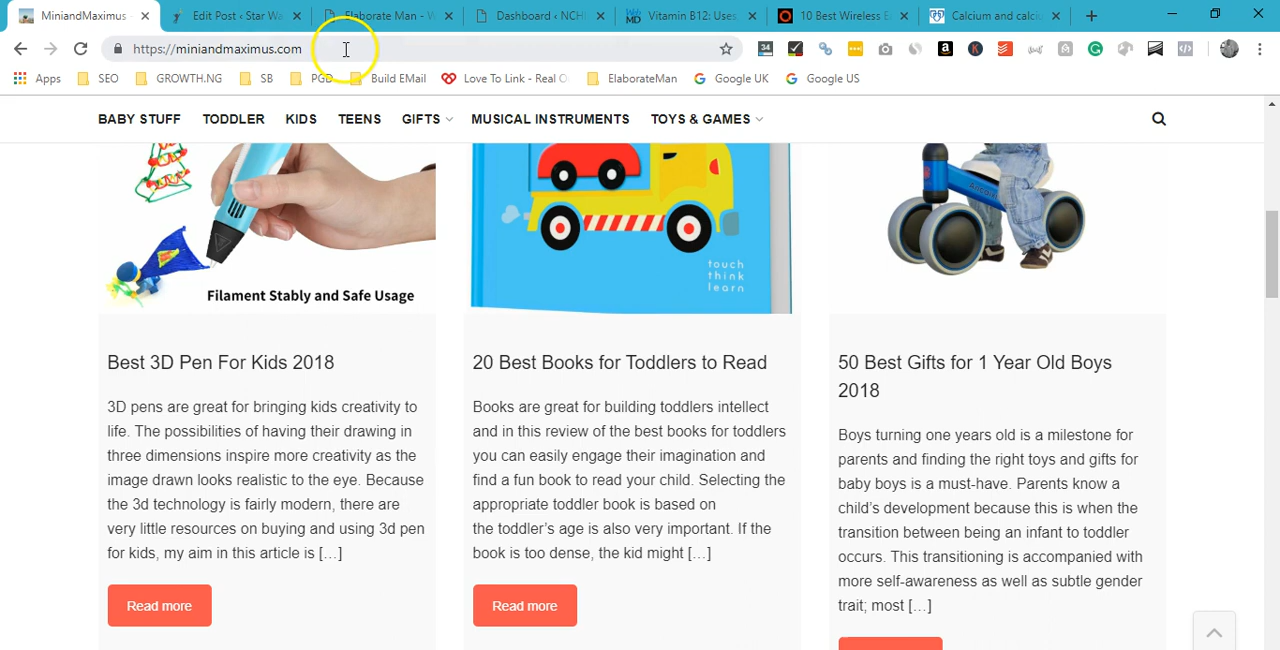 MiniandMaximus -
Edit Post ‹ Star Wa
Elaborate Man - W
Dashboard ‹ NCH
Vitamin B12: Uses,
10 Best Wireless E
Calcium and calci
https://miniandmaximus.com
34
Apps
SEO
GROWTH.NG
SB
PGD
Build EMail
Love To Link - Real O
ElaborateMan
Google UK
Google US
BABY STUFF
TODDLER
KIDS
TEENS
GIFTS
MUSICAL INSTRUMENTS
TOYS & GAMES
Filament Stably and Safe Usage
touch
think
learn
Best 3D Pen For Kids 2018
3D pens are great for bringing kids creativity to
life. The possibilities of having their drawing in
three dimensions inspire more creativity as the
image drawn looks realistic to the eye. Because
the 3d technology is fairly modern, there are
very little resources on buying and using 3d pen
for kids, my aim in this article is […]
Read more
20 Best Books for Toddlers to Read
Books are great for building toddlers intellect
and in this review of the best books for toddlers
you can easily engage their imagination and
find a fun book to read your child. Selecting the
appropriate toddler book is based on
the toddler's age is also very important. If the
book is too dense, the kid might […]
Read more
50 Best Gifts for 1 Year Old Boys
2018
Boys turning one years old is a milestone for
parents and finding the right toys and gifts for
baby boys is a must-have. Parents know a
child's development because this is when the
transition between being an infant to toddler
occurs. This transitioning is accompanied with
more self-awareness as well as subtle gender
trait; most […]